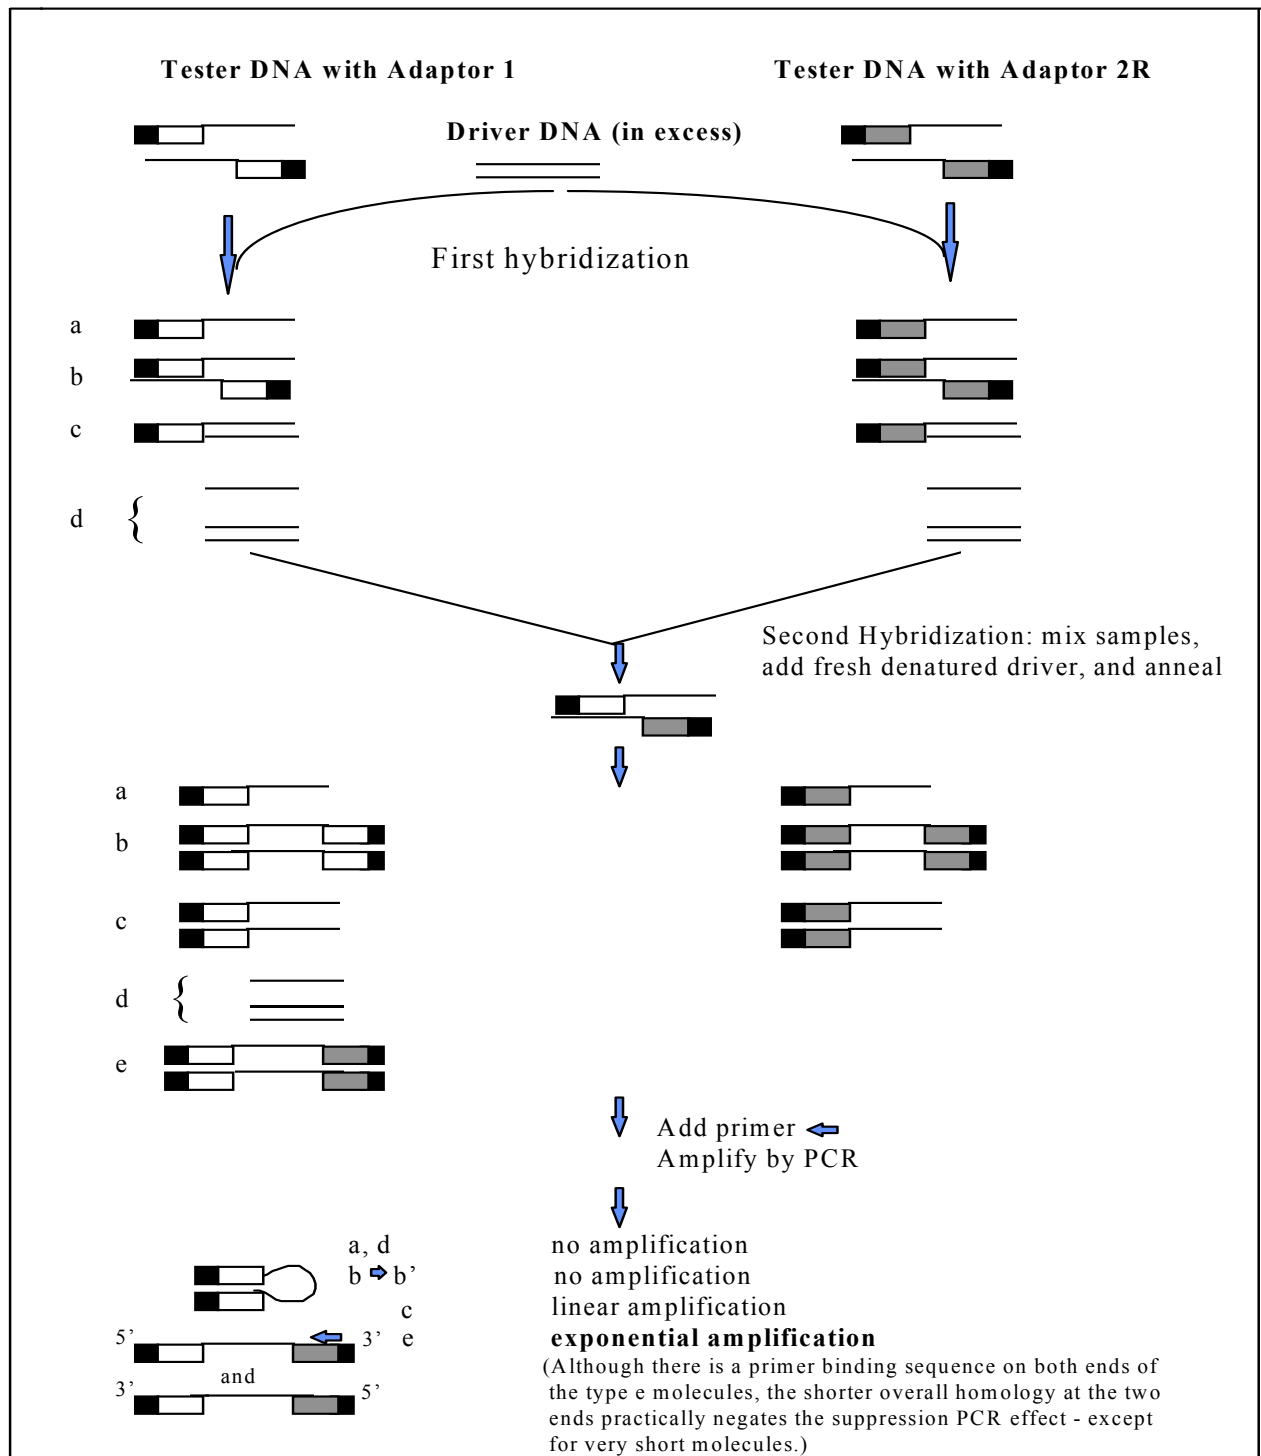 Tester DNA with Adaptor 1
Tester DNA with Adaptor 2R
Driver DNA (in excess)
First hybridization
a
b
c
d {
Second Hybridization: mix samples,
add fresh denatured driver, and anneal
a
b
c
d {
e
Add primer
Amplify by PCR
a, d no amplification
b b’ no amplification
c linear amplification
5’ 3’ e exponential amplification
and
3’ 5’
(Although there is a primer binding sequence on both ends of
the type e molecules, the shorter overall homology at the two
ends practically negates the suppression PCR effect - except
for very short molecules.)